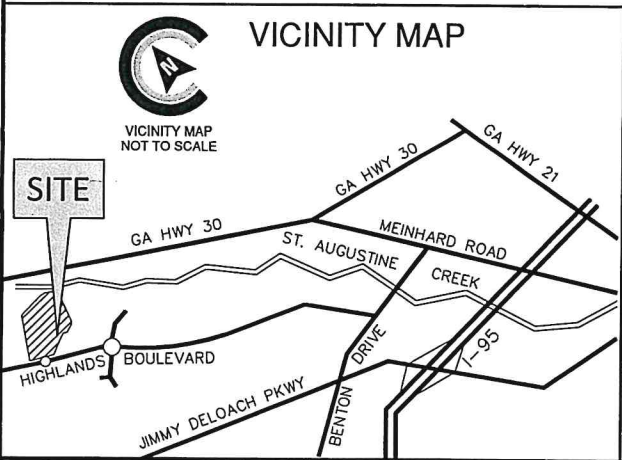 VICINITY MAP
N
VICINITY MAP
NOT TO SCALE
SITE
GA HWY 30
GA HWY 30
GA HWY 21
MEINHARD ROAD
ST. AUGUSTINE CREEK
HIGHLANDS BOULEVARD
BENTON DRIVE
I-95
JIMMY DELOACH PKWY